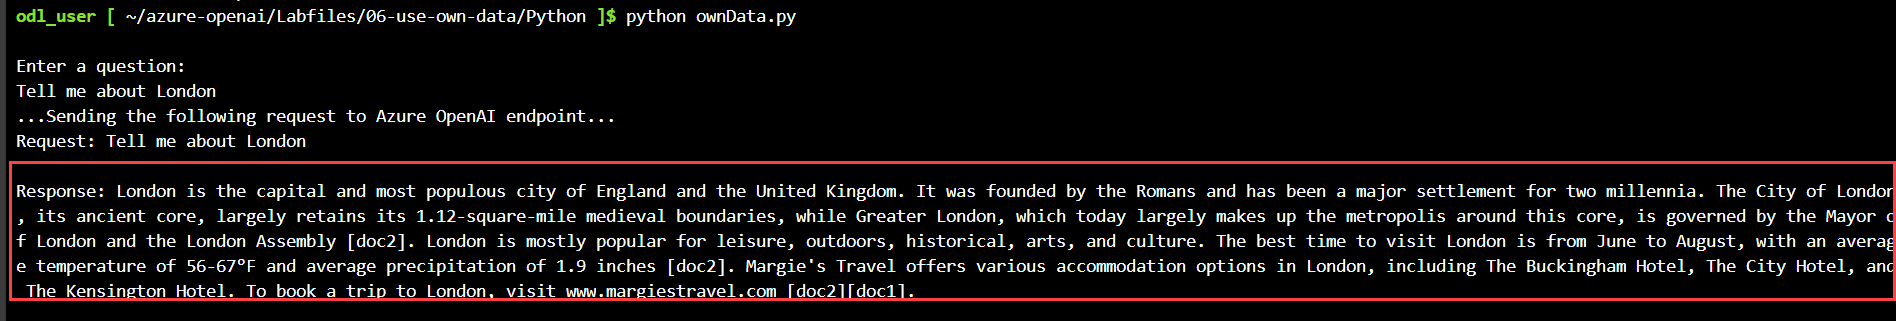 odl_user [ ~/azure-openai/Labfiles/06-use-own-data/Python ]$ python ownData.py
Enter a question:
Tell me about London
...Sending the following request to Azure OpenAI endpoint...
Request: Tell me about London
Response: London is the capital and most populous city of England and the United Kingdom. It was founded by the Romans and has been a major settlement for two millennia. The City of London
, its ancient core, largely retains its 1.12-square-mile medieval boundaries, while Greater London, which today largely makes up the metropolis around this core, is governed by the Mayor o
f London and the London Assembly [doc2]. London is mostly popular for leisure, outdoors, historical, arts, and culture. The best time to visit London is from June to August, with an averag
e temperature of 56-67°F and average precipitation of 1.9 inches [doc2]. Margie's Travel offers various accommodation options in London, including The Buckingham Hotel, The City Hotel, and
The Kensington Hotel. To book a trip to London, visit www.margiestravel.com [doc2][doc1].